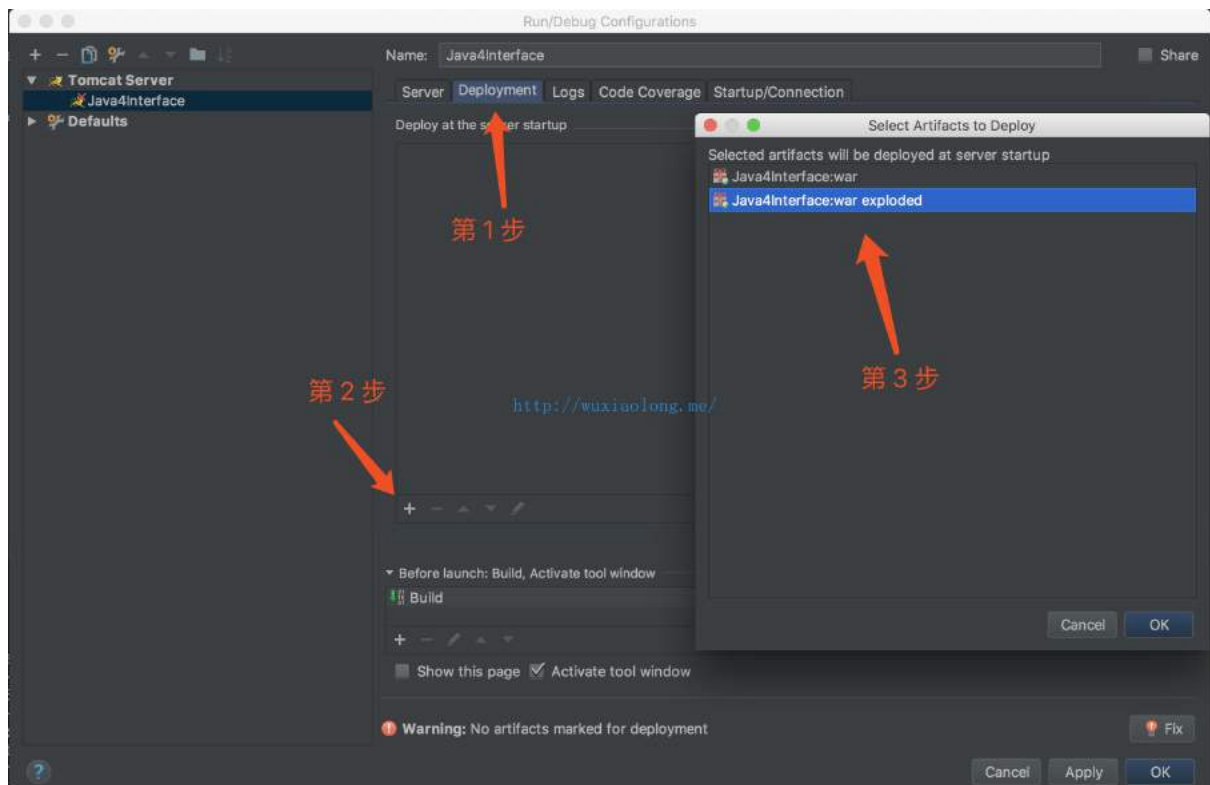 Run/Debug Configurations
Name: Java4Interface
Share
Tomcat Server
Java4Interface
Defaults
Server Deployment Logs Code Coverage Startup/Connection
Deploy at the server startup
Select Artifacts to Deploy
Selected artifacts will be deployed at server startup
Java4Interface:war
Java4Interface:war exploded
第1步
第2步
第3步
http://wuxiaolong.me/
Before launch: Build, Activate tool window
Build
Cancel OK
Show this page Activate tool window
Warning: No artifacts marked for deployment
Fix
? Cancel Apply OK